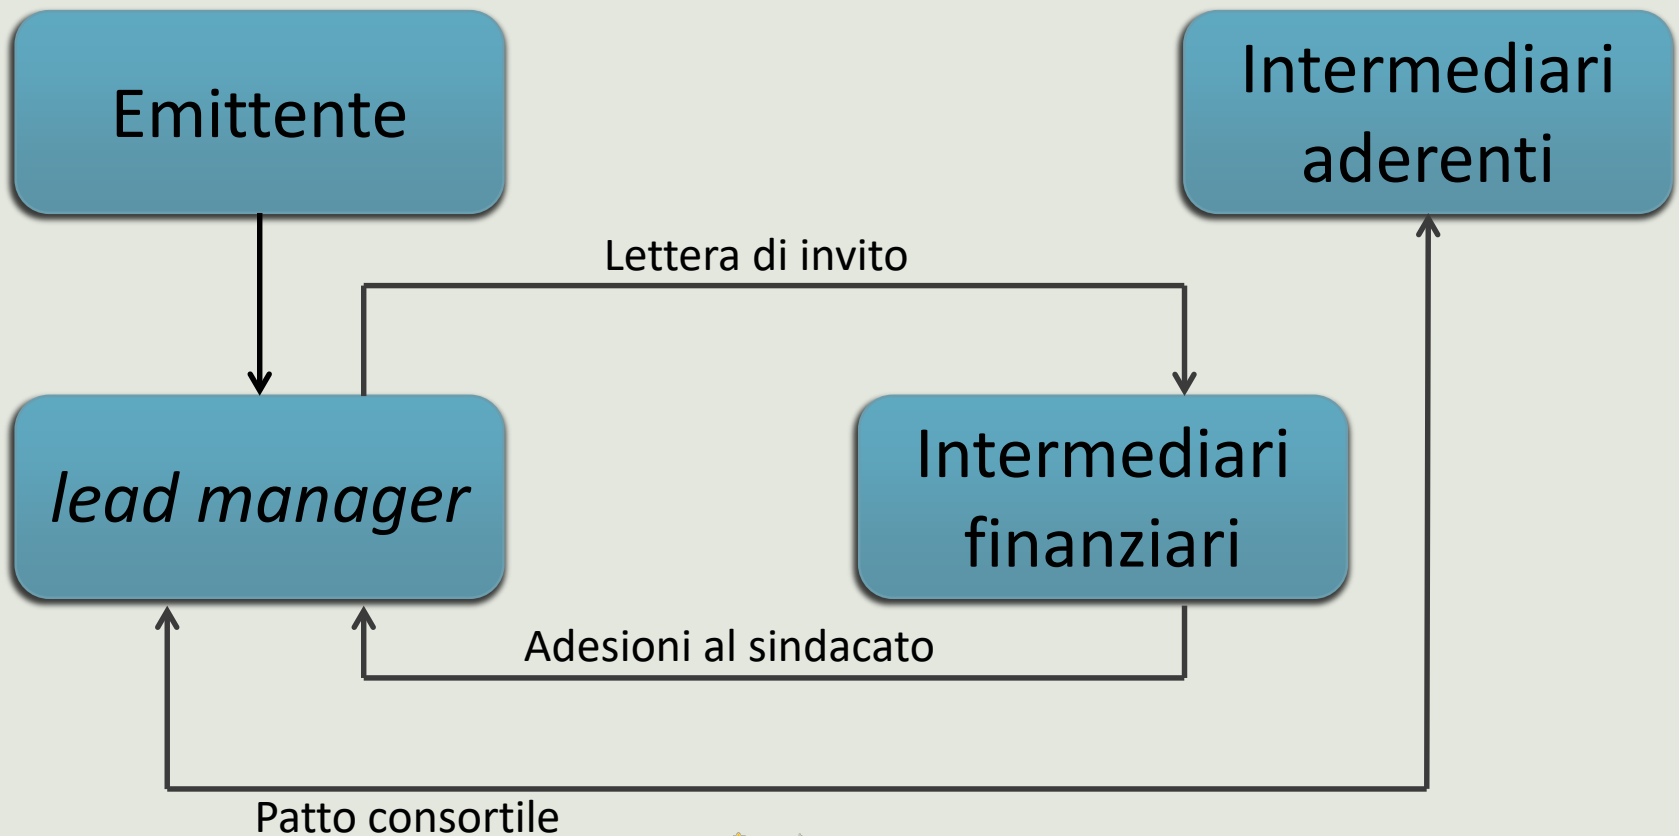 Emittente
Intermediari
aderenti
Lettera di invito
lead manager
Intermediari
finanziari
Adesioni al sindacato
Patto consortile